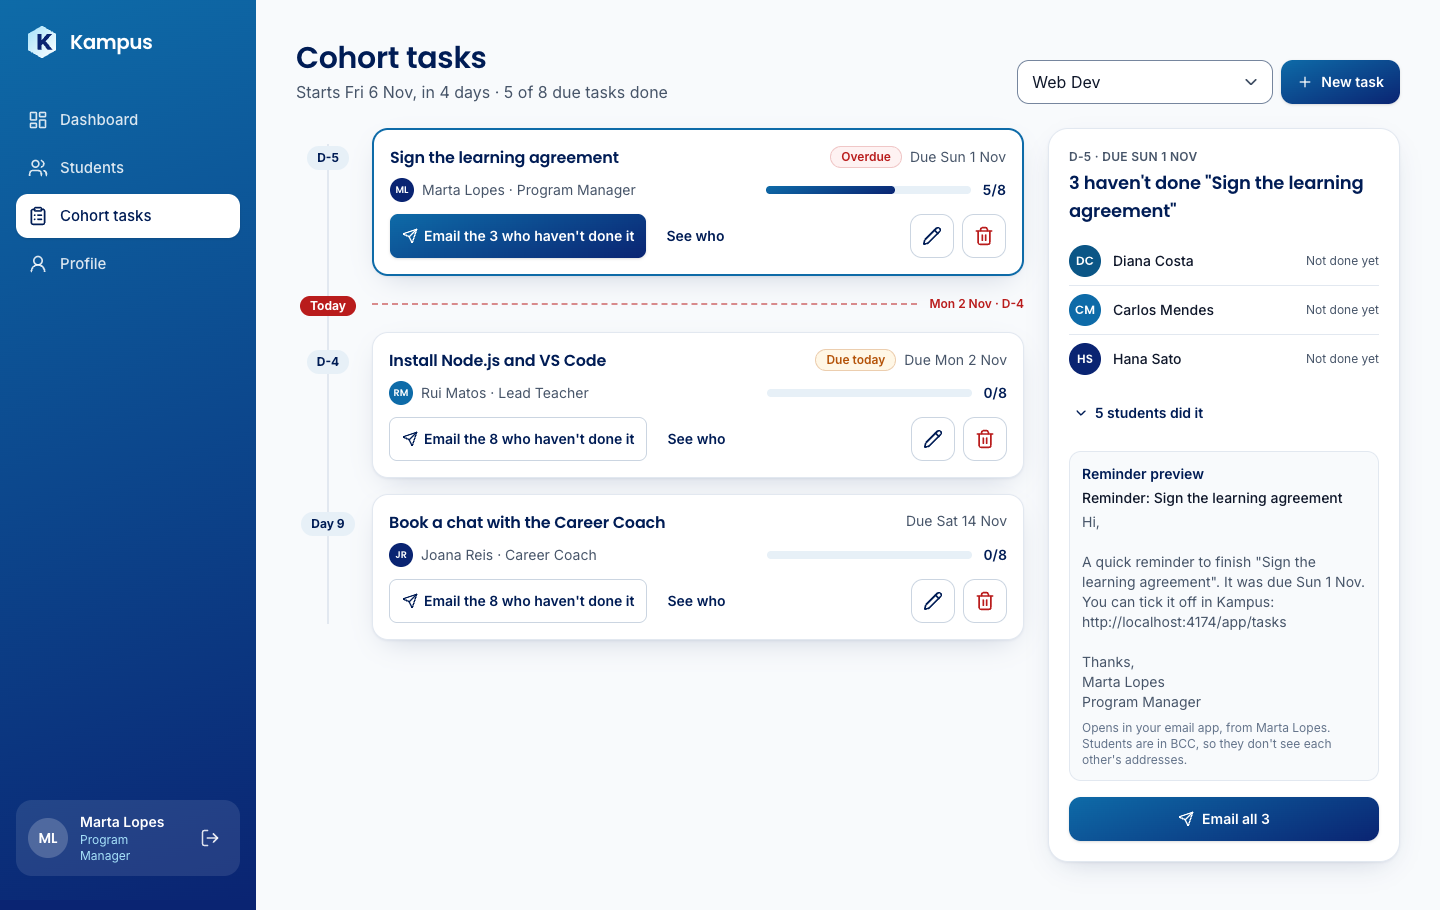 K Kampus
Dashboard
Students
Cohort tasks
Profile
ML
Marta Lopes
Program
Manager
Cohort tasks
Starts Fri 6 Nov, in 4 days · 5 of 8 due tasks done
Web Dev
New task
D-5
Sign the learning agreement
Overdue
Due Sun 1 Nov
ML
Marta Lopes · Program Manager
5/8
Email the 3 who haven't done it
See who
Today
Mon 2 Nov · D-4
D-4
Install Node.js and VS Code
Due today
Due Mon 2 Nov
RM
Rui Matos · Lead Teacher
0/8
Email the 8 who haven't done it
See who
Day 9
Book a chat with the Career Coach
Due Sat 14 Nov
JR
Joana Reis · Career Coach
0/8
Email the 8 who haven't done it
See who
D-5 · DUE SUN 1 NOV
3 haven't done "Sign the learning
agreement"
DC
Diana Costa
Not done yet
CM
Carlos Mendes
Not done yet
HS
Hana Sato
Not done yet
5 students did it
Reminder preview
Reminder: Sign the learning agreement
Hi,
A quick reminder to finish "Sign the
learning agreement". It was due Sun 1 Nov.
You can tick it off in Kampus:
http://localhost:4174/app/tasks
Thanks,
Marta Lopes
Program Manager
Opens in your email app, from Marta Lopes.
Students are in BCC, so they don't see each
other's addresses.
Email all 3